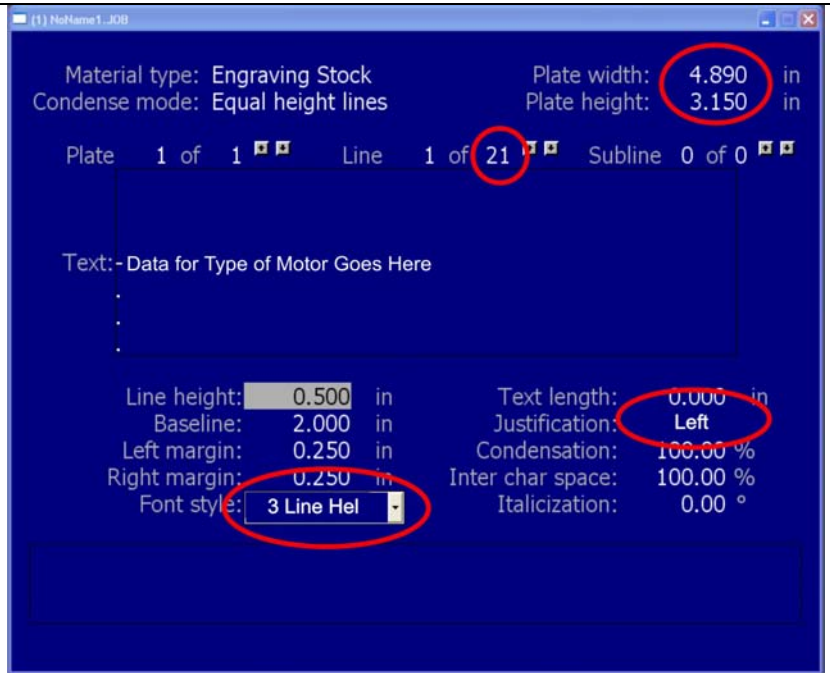 (1) NoName1..JOB
Material type: Engraving Stock Plate width: 4.890 in
Condense mode: Equal height lines Plate height: 3.150 in
Plate 1 of 1 Line 1 of 21 Subline 0 of 0
Text:- Data for Type of Motor Goes Here
.
.
.
Line height: 0.500 in Text length: 0.000 in
Baseline: 2.000 in Justification: Left
Left margin: 0.250 in Condensation: 100.00 %
Right margin: 0.250 in Inter char space: 100.00 %
Font style: 3 Line Hel Italicization: 0.00 °